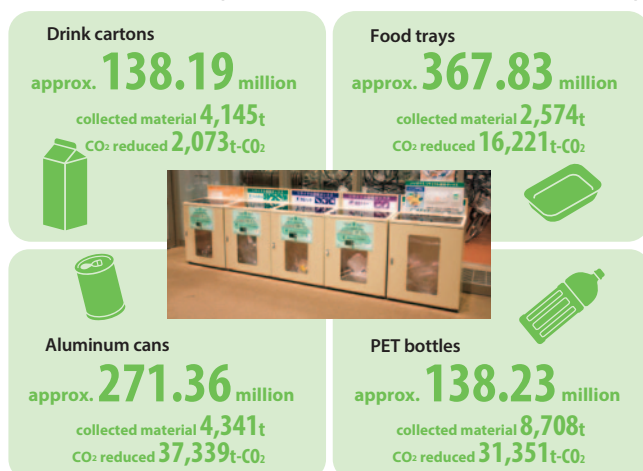 Drink cartons
approx. 138.19 million
collected material 4,145t
CO₂ reduced 2,073t-CO₂
Food trays
approx. 367.83 million
collected material 2,574t
CO₂ reduced 16,221t-CO₂
Aluminum cans
approx. 271.36 million
collected material 4,341t
CO₂ reduced 37,339t-CO₂
PET bottles
approx. 138.23 million
collected material 8,708t
CO₂ reduced 31,351t-CO₂